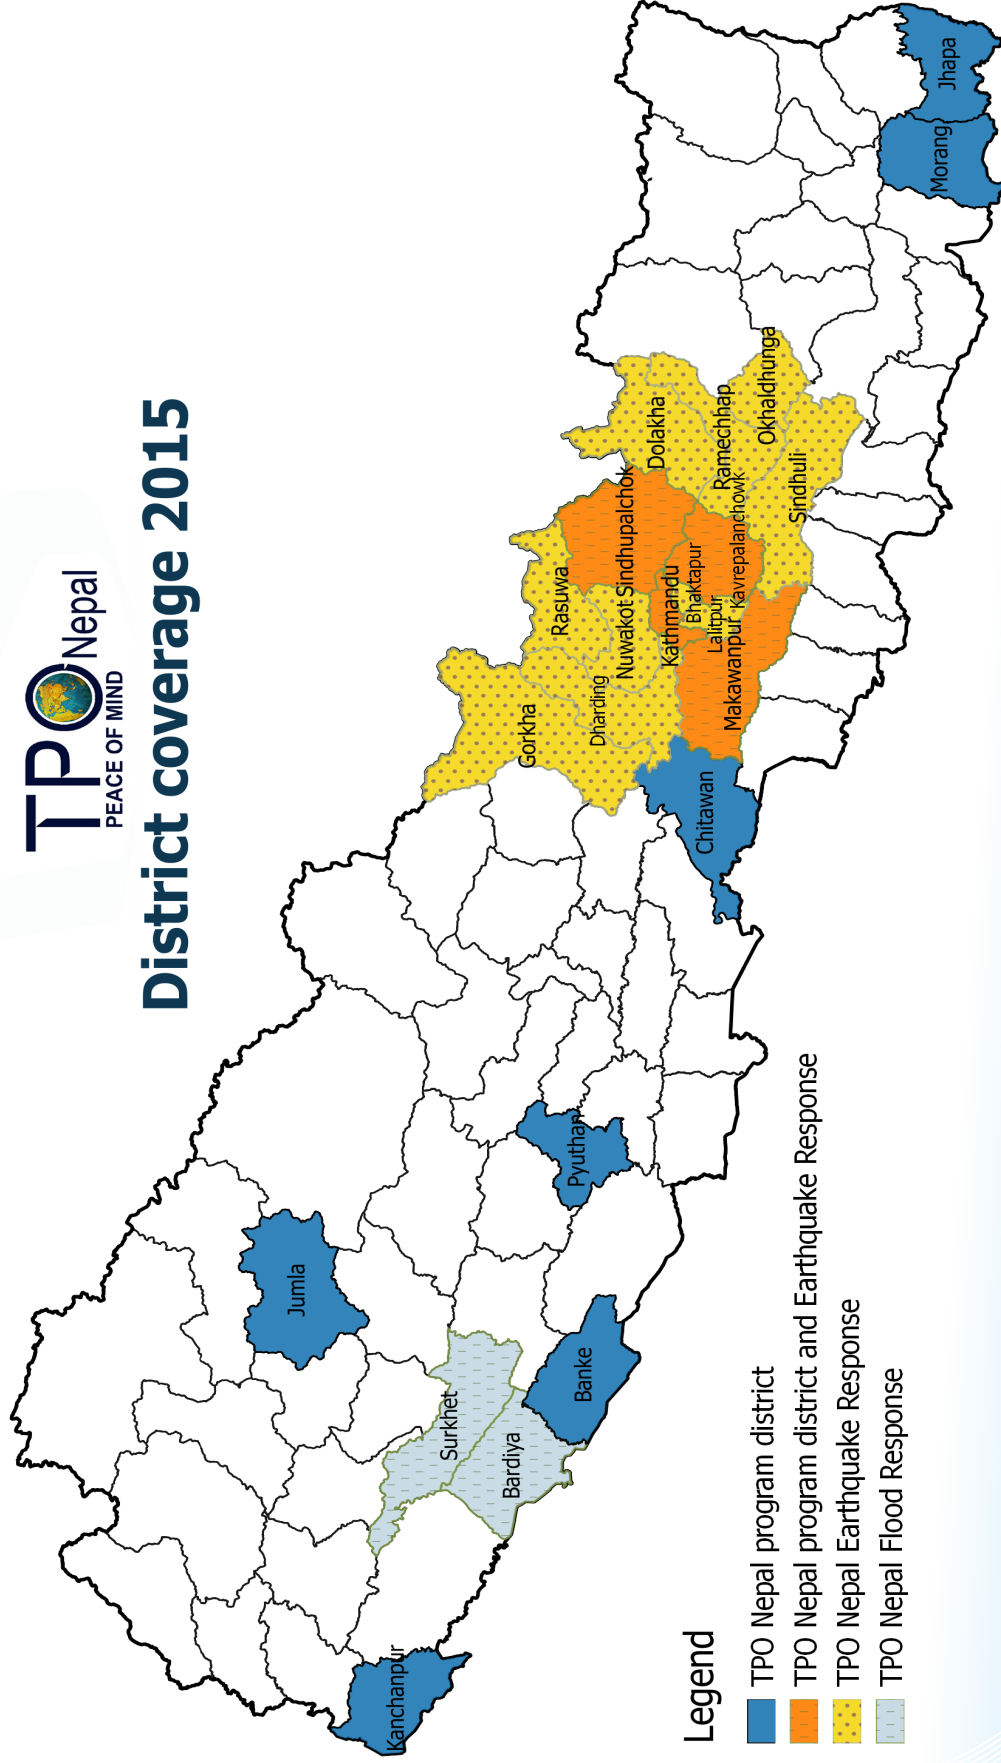 TPO Nepal
PEACE OF MIND
District coverage 2015
Kanchanpur
Jumla
Surkhet
Bardiya
Banke
Pyuthan
Chitawan
Gorkha
Dharding
Rasuwa
Nuwakot
Sindhupalchok
Kathmandu
Bhaktapur
Lalitpur
Makawanpur
Kavrepalanchowk
Dolakha
Ramechhap
Okhaldhunga
Sindhuli
Morang
Jhapa
Legend
TPO Nepal program district
TPO Nepal program district and Earthquake Response
TPO Nepal Earthquake Response
TPO Nepal Flood Response